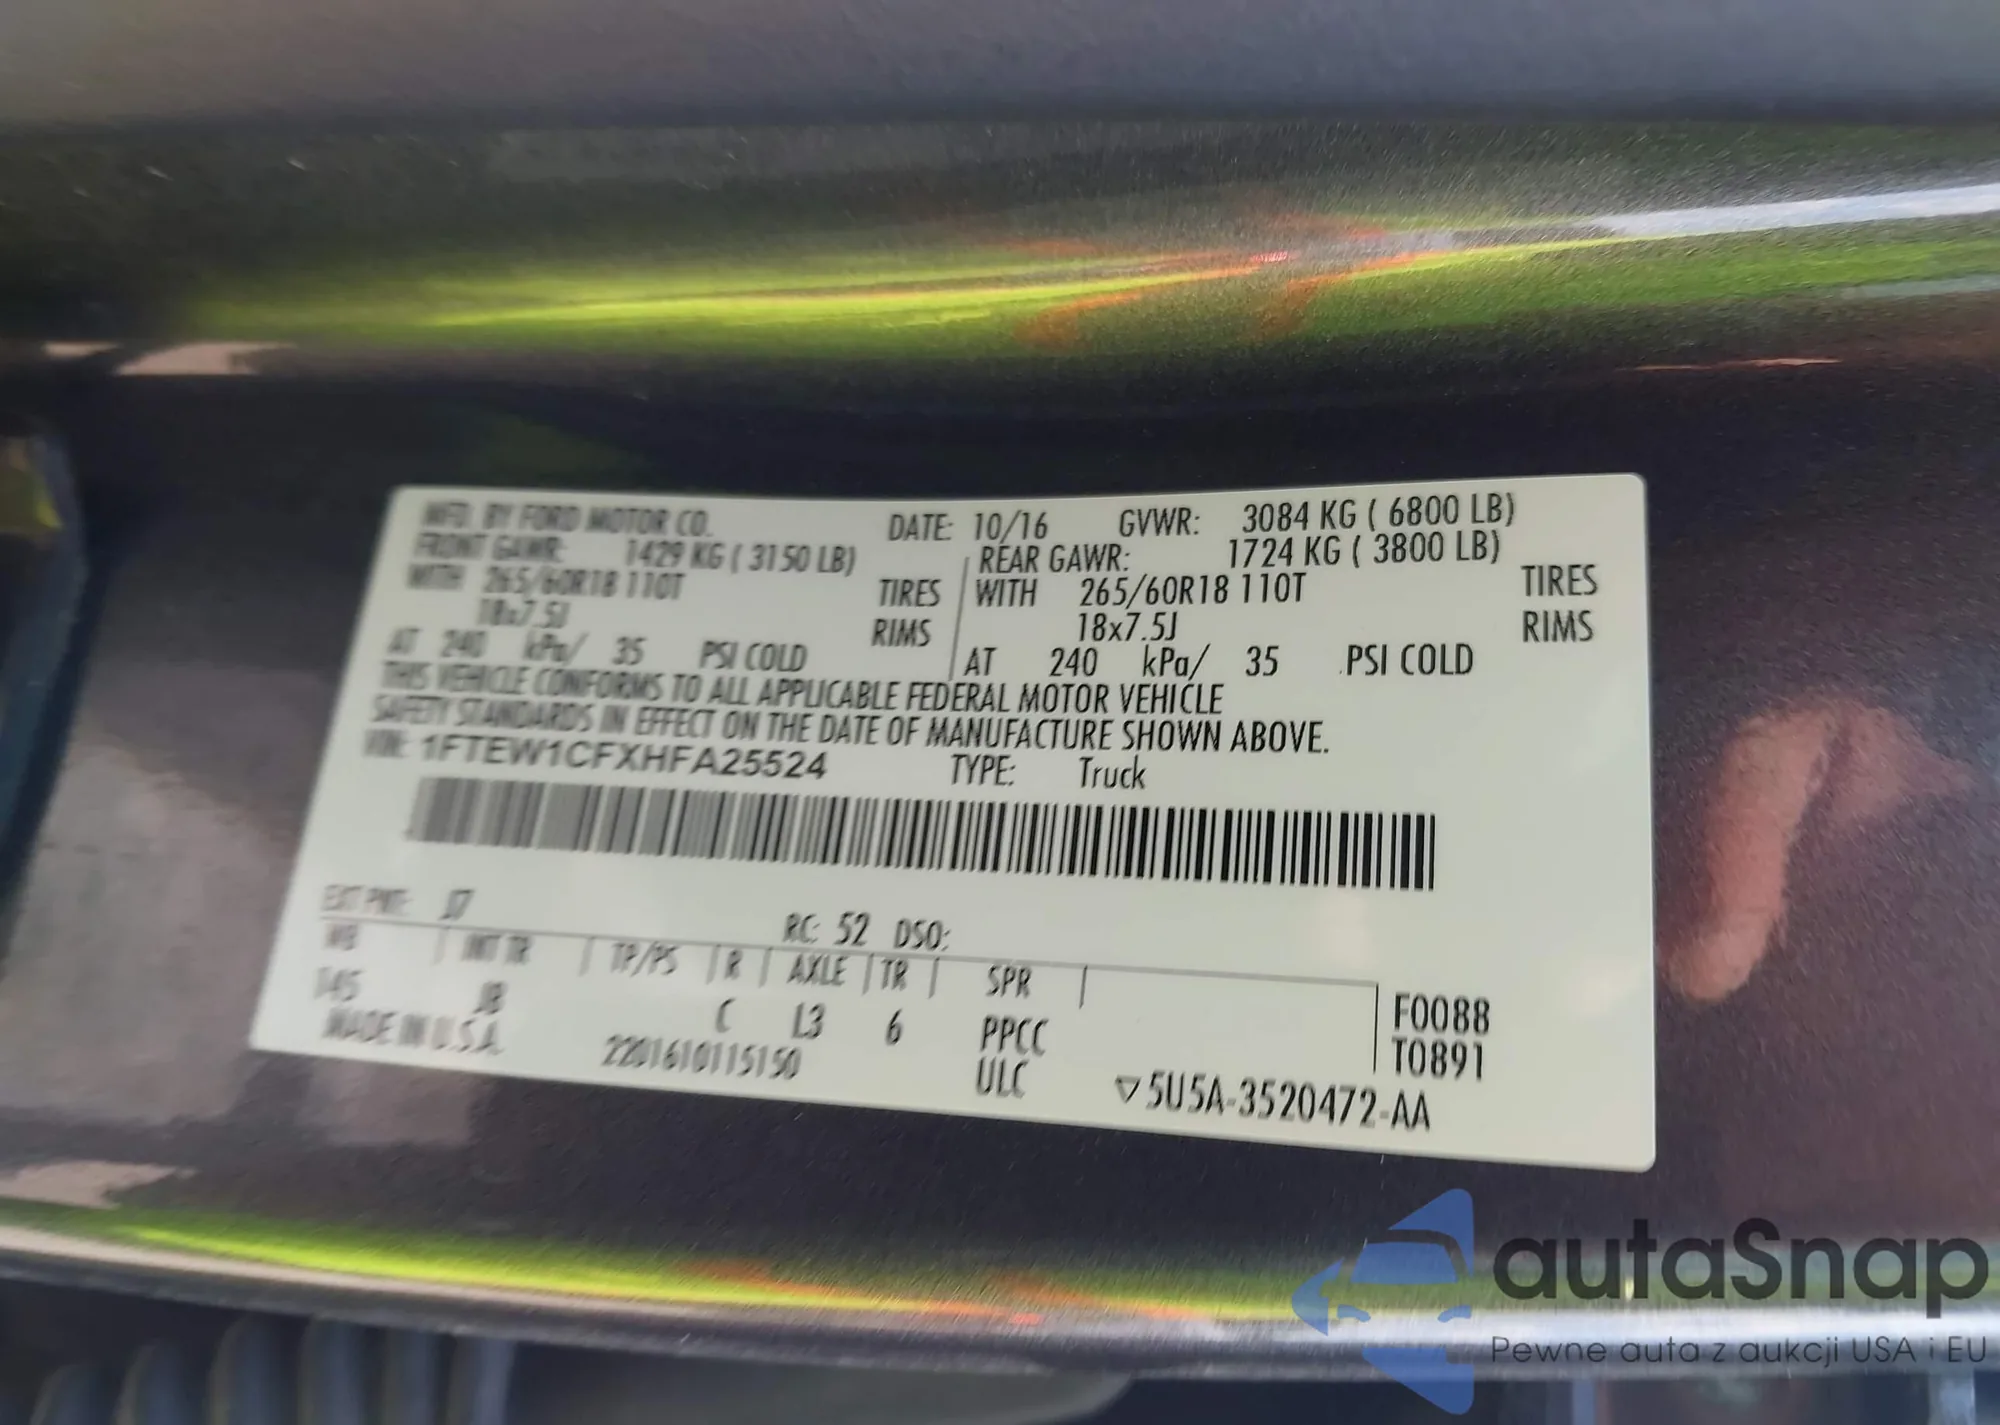 MFD. BY FORD MOTOR CO. DATE: 10/16 GVWR: 3084 KG ( 6800 LB)
FRONT GAWR: 1429 KG ( 3150 LB) REAR GAWR: 1724 KG ( 3800 LB)
WITH 265/60R18 110T TIRES WITH 265/60R18 110T TIRES
18x7.5J RIMS 18x7.5J RIMS
AT 240 kPa/ 35 PSI COLD AT 240 kPa/ 35 PSI COLD
THIS VEHICLE CONFORMS TO ALL APPLICABLE FEDERAL MOTOR VEHICLE
SAFETY STANDARDS IN EFFECT ON THE DATE OF MANUFACTURE SHOWN ABOVE.
VIN: 1FTEW1CFXHFA25524 TYPE: Truck
EXT PNT: J7 RC: 52 DSO:
WB INT TR TP/PS R AXLE TR SPR
145 JB C L3 6 PPCC F0088
ULC T0891
MADE IN U.S.A. 2201610115150 ▽5U5A-3520472-AA
autaSnap
Pewne auta z aukcji USA i EU